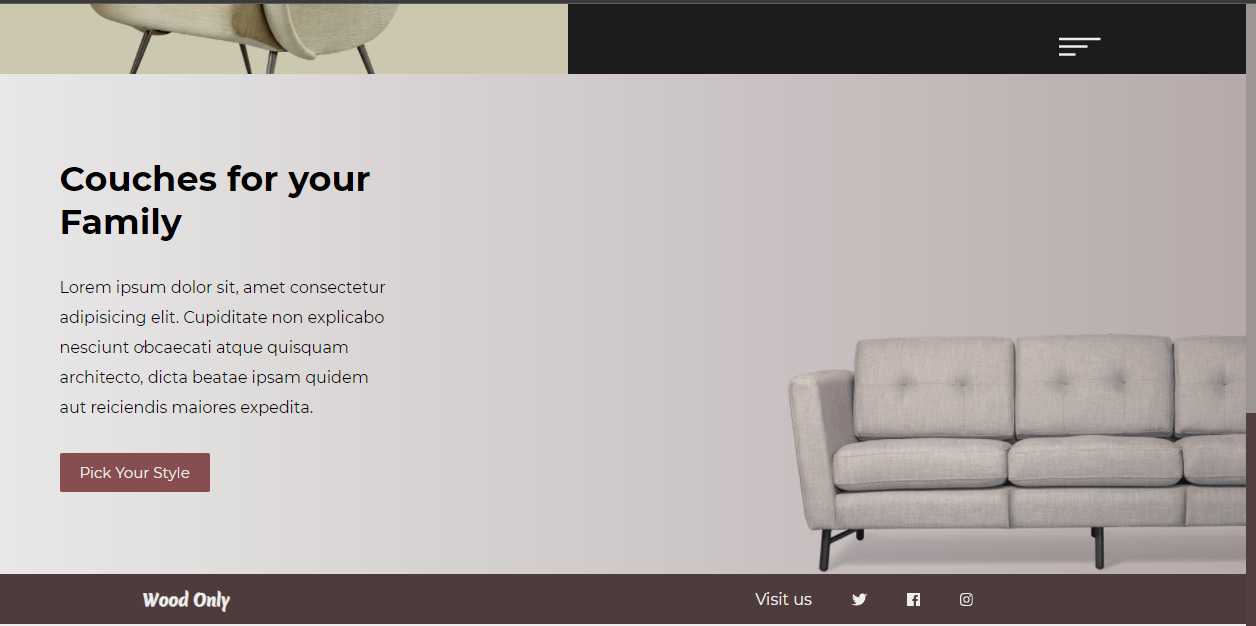 Couches for your
Family
Lorem ipsum dolor sit, amet consectetur
adipisicing elit. Cupiditate non explicabo
nesciunt obcaecati atque quisquam
architecto, dicta beatae ipsam quidem
aut reiciendis maiores expedita.
Pick Your Style
Wood Only
Visit us